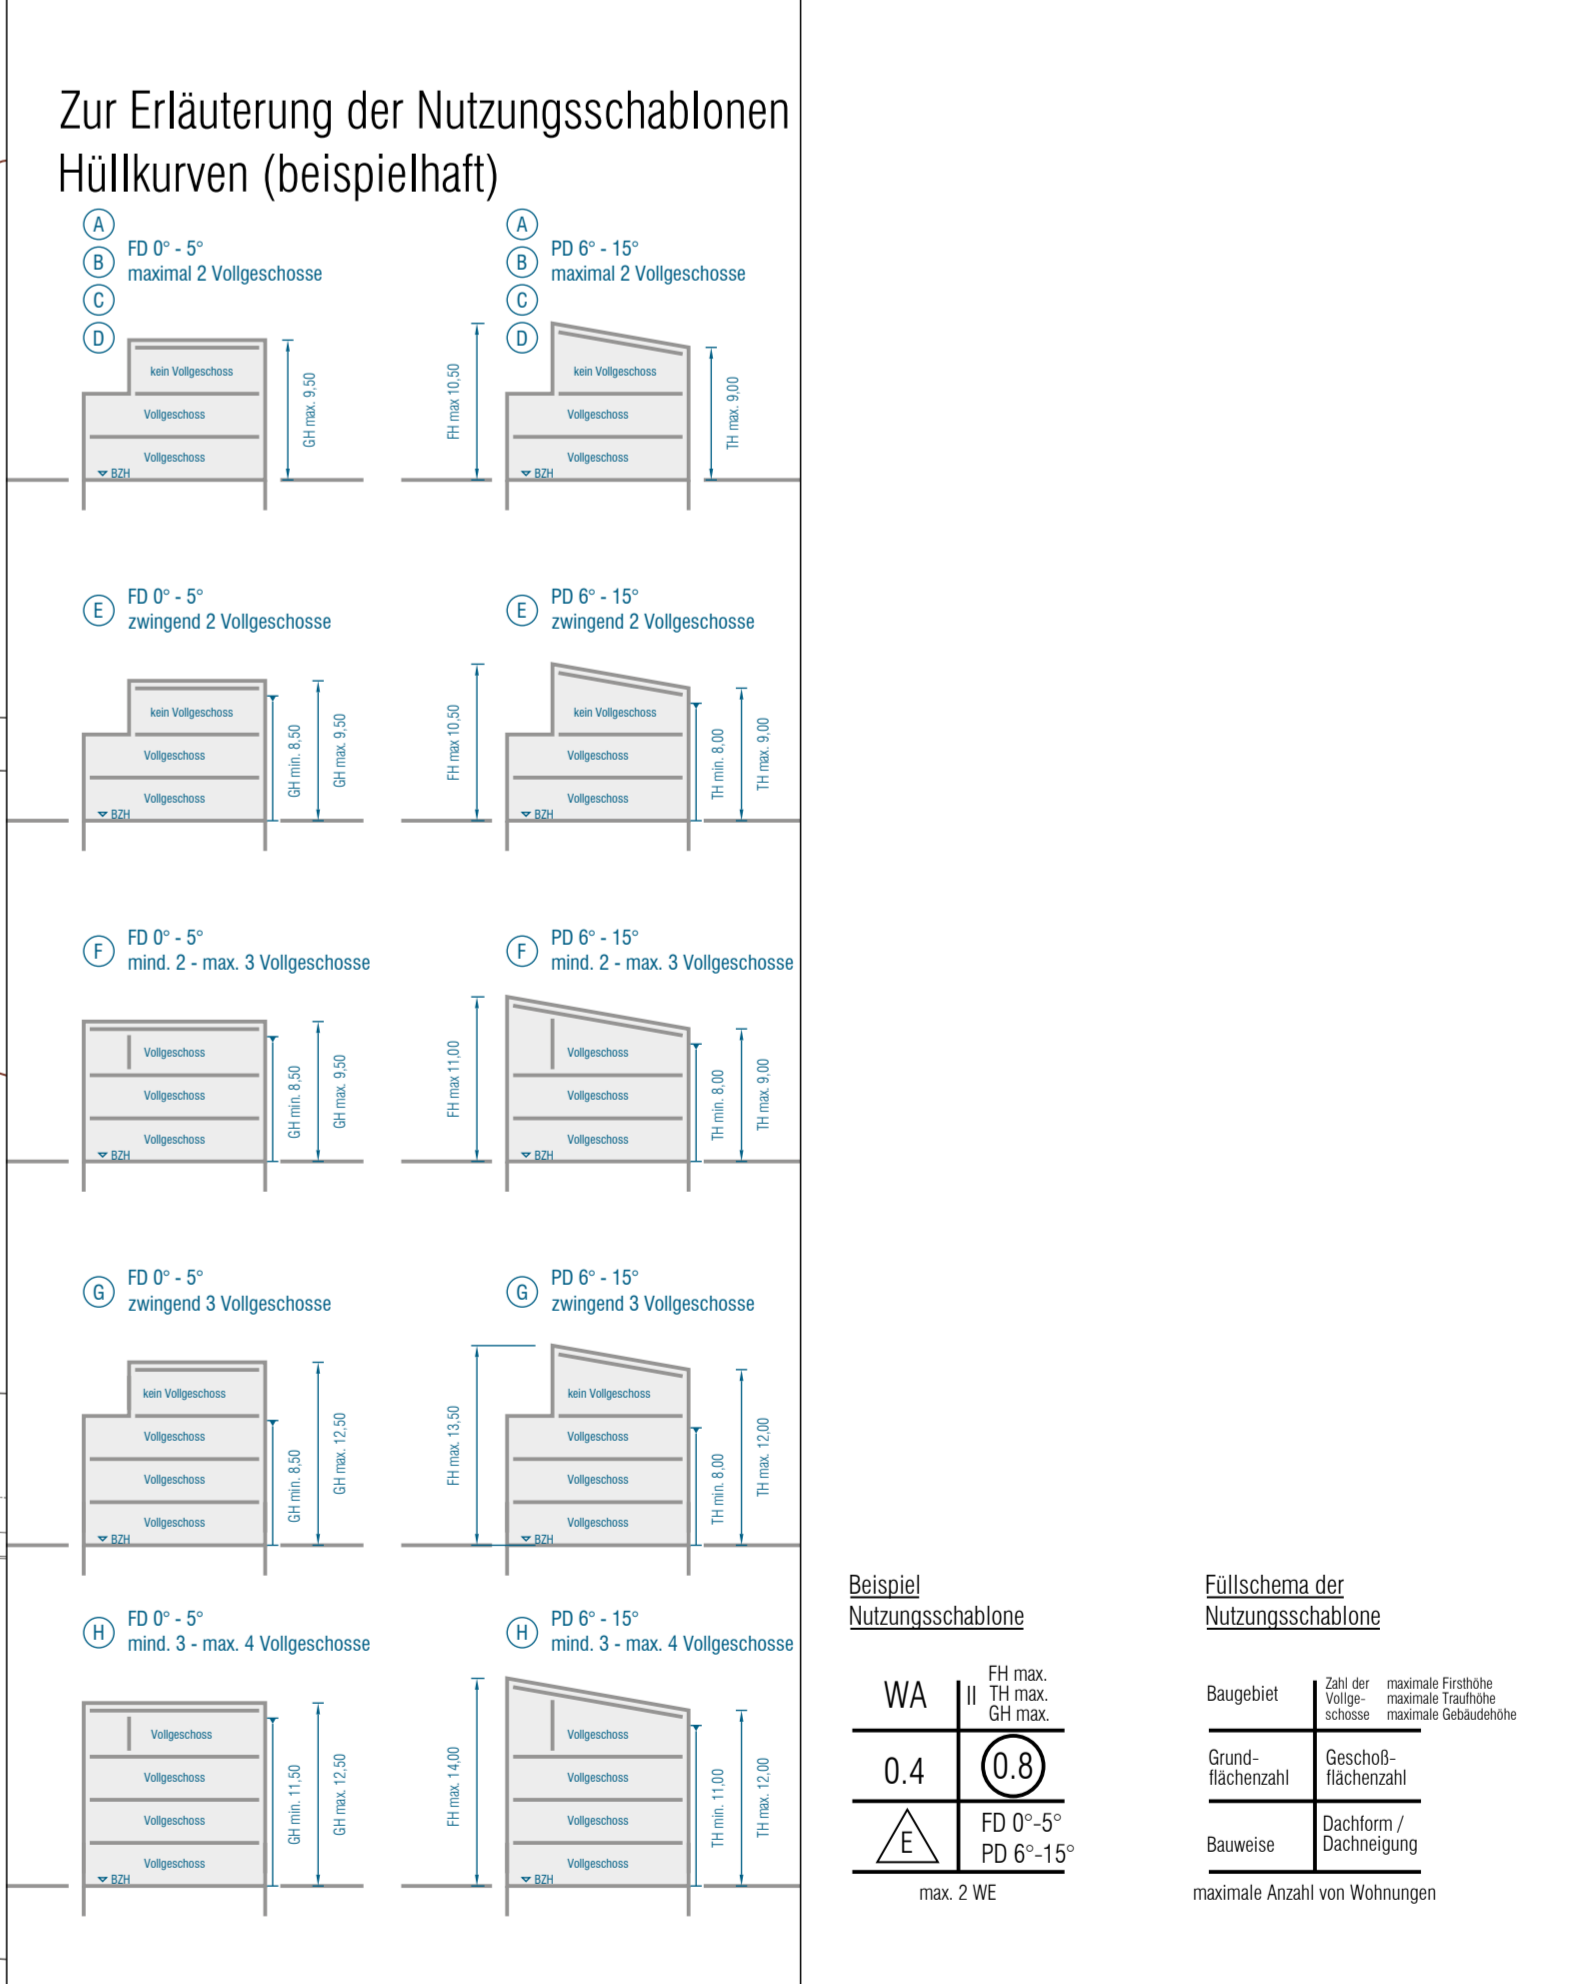 Zur Erläuterung der Nutzungsschablonen
Hüllkurven (beispielhaft)
A
B
C
D
FD 0° - 5°
maximal 2 Vollgeschosse
kein Vollgeschoss
Vollgeschoss
Vollgeschoss
BZH
GH max. 9,50
A
B
C
D
PD 6° - 15°
maximal 2 Vollgeschosse
FH max 10,50
kein Vollgeschoss
Vollgeschoss
Vollgeschoss
BZH
TH max. 9,00
E
FD 0° - 5°
zwingend 2 Vollgeschosse
kein Vollgeschoss
Vollgeschoss
Vollgeschoss
BZH
GH min. 8,50
GH max. 9,50
E
PD 6° - 15°
zwingend 2 Vollgeschosse
FH max 10,50
kein Vollgeschoss
Vollgeschoss
Vollgeschoss
BZH
TH min. 8,00
TH max. 9,00
F
FD 0° - 5°
mind. 2 - max. 3 Vollgeschosse
Vollgeschoss
Vollgeschoss
Vollgeschoss
BZH
GH min. 8,50
GH max. 9,50
F
PD 6° - 15°
mind. 2 - max. 3 Vollgeschosse
FH max 11,00
Vollgeschoss
Vollgeschoss
Vollgeschoss
BZH
TH min. 8,00
TH max. 9,00
G
FD 0° - 5°
zwingend 3 Vollgeschosse
kein Vollgeschoss
Vollgeschoss
Vollgeschoss
Vollgeschoss
BZH
GH min. 8,50
GH max. 12,50
G
PD 6° - 15°
zwingend 3 Vollgeschosse
FH max. 13,50
kein Vollgeschoss
Vollgeschoss
Vollgeschoss
Vollgeschoss
BZH
TH min. 8,00
TH max. 12,00
H
FD 0° - 5°
mind. 3 - max. 4 Vollgeschosse
Vollgeschoss
Vollgeschoss
Vollgeschoss
Vollgeschoss
BZH
GH min. 11,50
GH max. 12,50
H
PD 6° - 15°
mind. 3 - max. 4 Vollgeschosse
FH max. 14,00
Vollgeschoss
Vollgeschoss
Vollgeschoss
Vollgeschoss
BZH
TH min. 11,00
TH max. 12,00
Beispiel
Nutzungsschablone
WA
II
FH max.
TH max.
GH max.
0.4
0.8
E
FD 0°-5°
PD 6°-15°
max. 2 WE
Füllschema der
Nutzungsschablone
Baugebiet
Zahl der
Vollge-
schosse
maximale Firsthöhe
maximale Traufhöhe
maximale Gebäudehöhe
Grund-
flächenzahl
Geschoß-
flächenzahl
Bauweise
Dachform /
Dachneigung
maximale Anzahl von Wohnungen